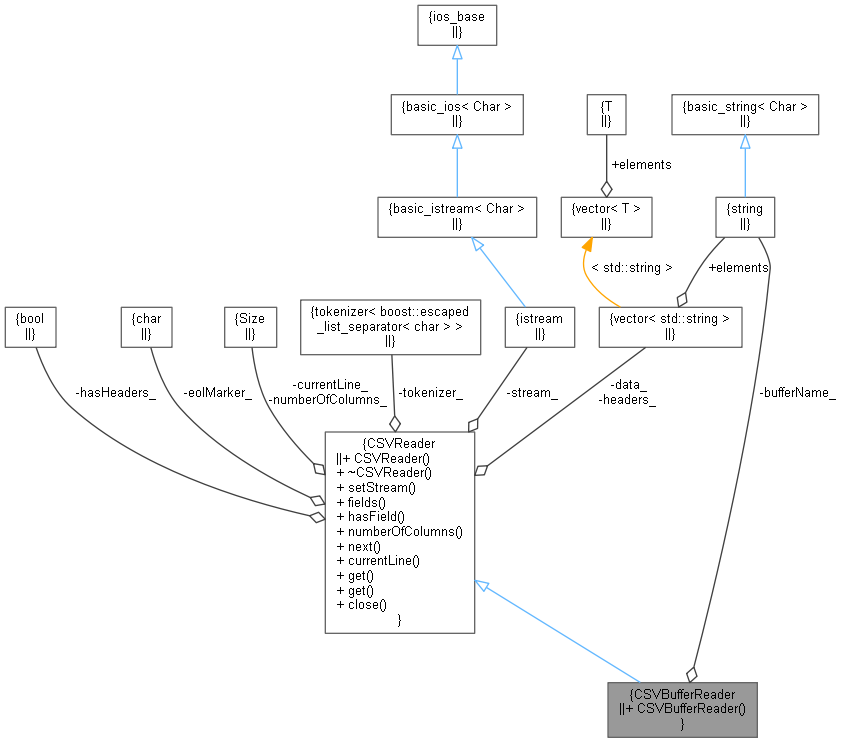 {ios_base
||}
{basic_ios< Char >
||}
{T
||}
{basic_string< Char >
||}
+elements
{basic_istream< Char >
||}
{vector< T >
||}
{string
||}
< std::string >
+elements
{bool
||}
{char
||}
{Size
||}
{tokenizer< boost::escaped
_list_separator< char > >
||}
{istream
||}
{vector< std::string >
||}
-hasHeaders_
-eolMarker_
-currentLine_
-numberOfColumns_
-tokenizer_
-stream_
-data_
-headers_
-bufferName_
{CSVReader
||+ CSVReader()
+ ~CSVReader()
+ setStream()
+ fields()
+ hasField()
+ numberOfColumns()
+ next()
+ currentLine()
+ get()
+ get()
+ close()
}
{CSVBufferReader
||+ CSVBufferReader()
}